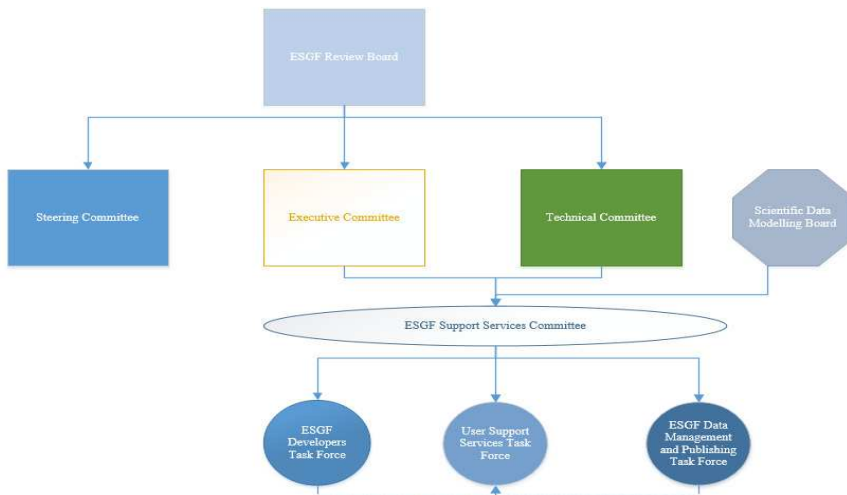 ESGF Review Board
Steering Committee
Executive Committee
Technical Committee
Scientific Data
Modelling Board
ESGF Support Services Committee
ESGF
Developers
Task Force
User Support
Services Task
Force
ESGF Data
Management
and Publishing
Task Force